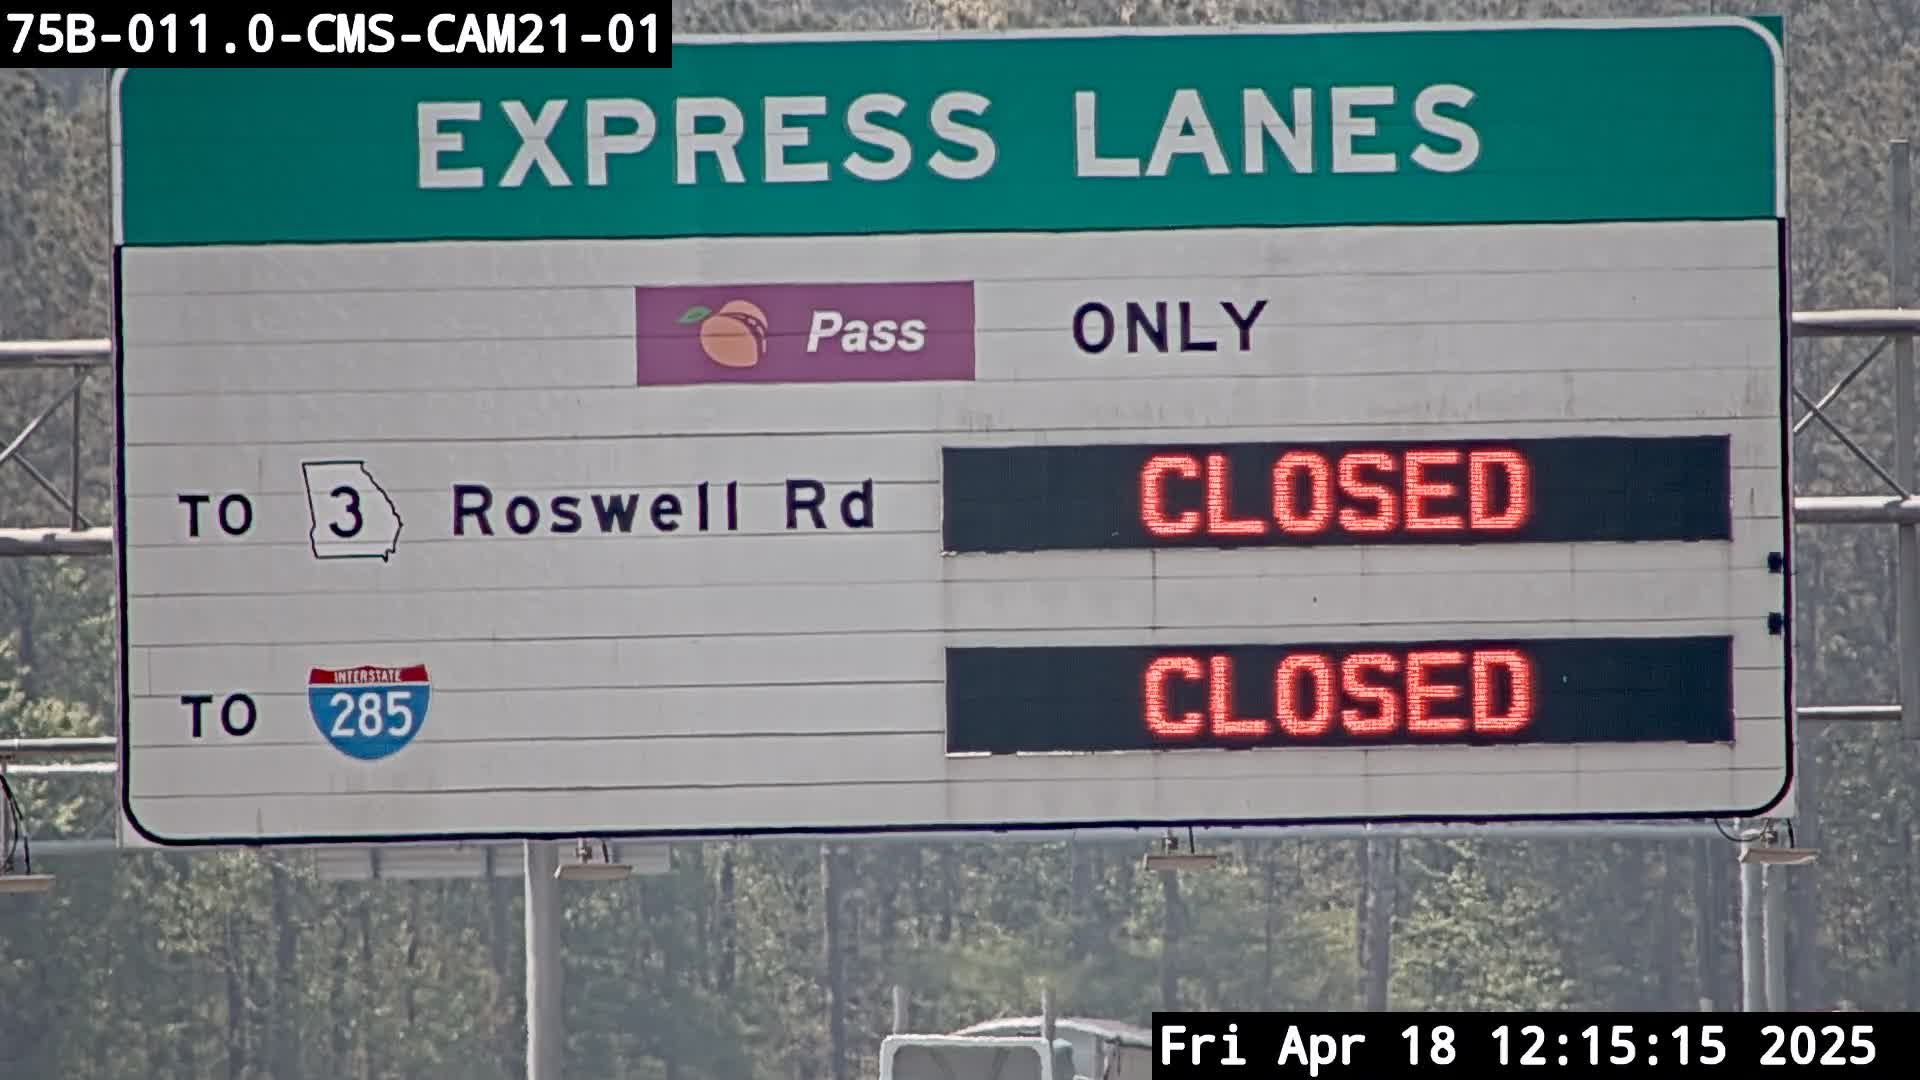 75B-011.0-CMS-CAM21-01
EXPRESS LANES
Pass ONLY
TO 3 Roswell Rd CLOSED
TO INTERSTATE 285 CLOSED
Fri Apr 18 12:15:15 2025